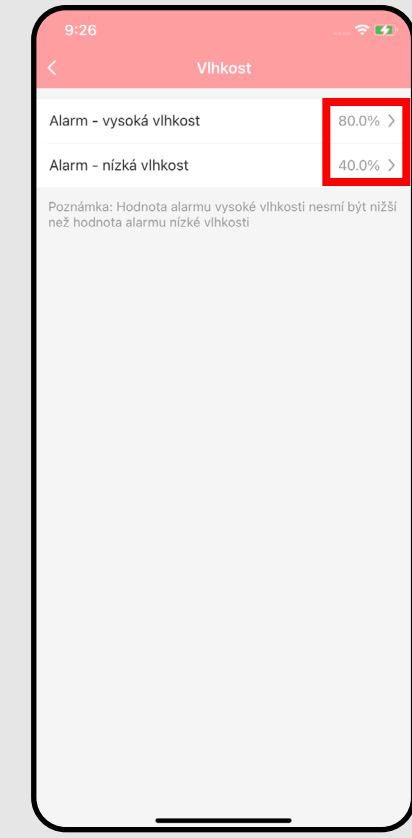 9:26
Vlhkost
Alarm - vysoká vlhkost 80.0%
Alarm - nízká vlhkost 40.0%
Poznámka: Hodnota alarmu vysoké vlhkosti nesmí být nižší
než hodnota alarmu nízké vlhkosti